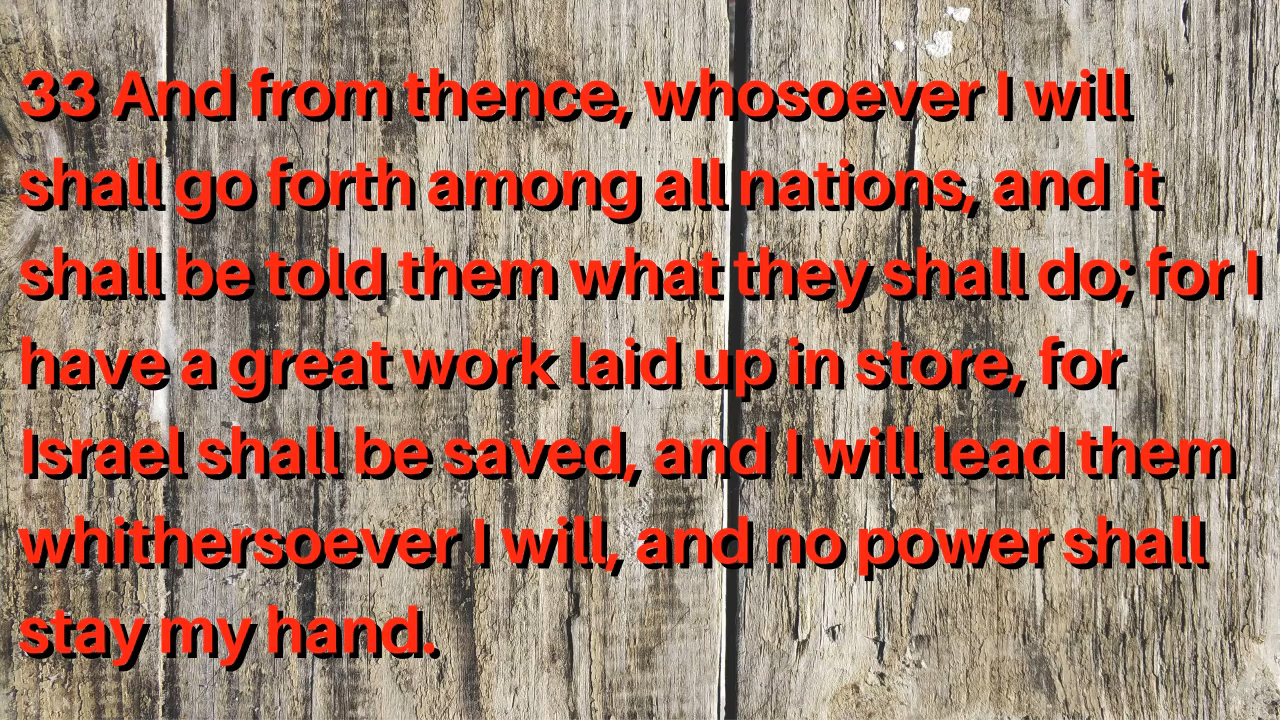 33 And from thence, whosoever I will
shall go forth among all nations, and it
shall be told them what they shall do; for I
have a great work laid up in store, for
Israel shall be saved, and I will lead them
whithersoever I will, and no power shall
stay my hand.